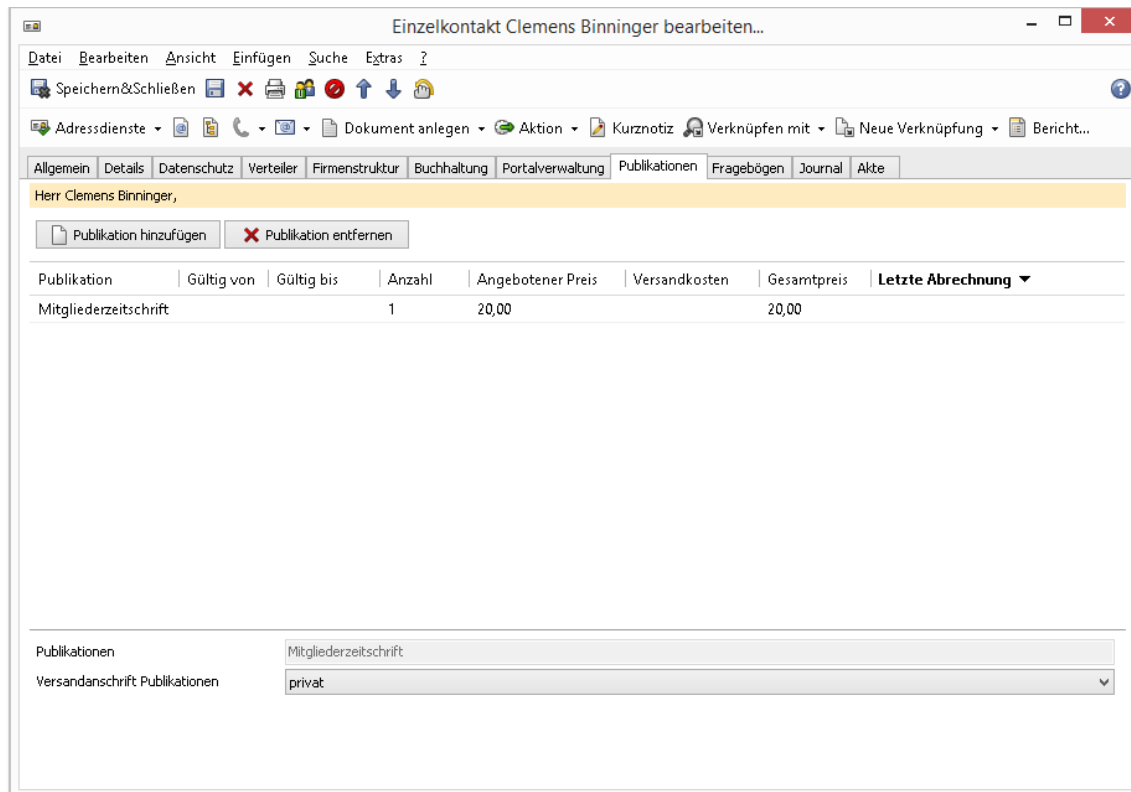 Einzelkontakt Clemens Binninger bearbeiten...
Datei Bearbeiten Ansicht Einfügen Suche Extras ?
Speichern&Schließen
Adressdienste Dokument anlegen Aktion Kurznotiz Verknüpfen mit Neue Verknüpfung Bericht...
Allgemein Details Datenschutz Verteiler Firmenstruktur Buchhaltung Portalverwaltung Publikationen Fragebögen Journal Akte
Herr Clemens Binninger,
Publikation hinzufügen Publikation entfernen
Publikation Gültig von Gültig bis Anzahl Angebotener Preis Versandkosten Gesamtpreis Letzte Abrechnung
Mitgliederzeitschrift 1 20,00 20,00
Publikationen Mitgliederzeitschrift
Versandanschrift Publikationen privat